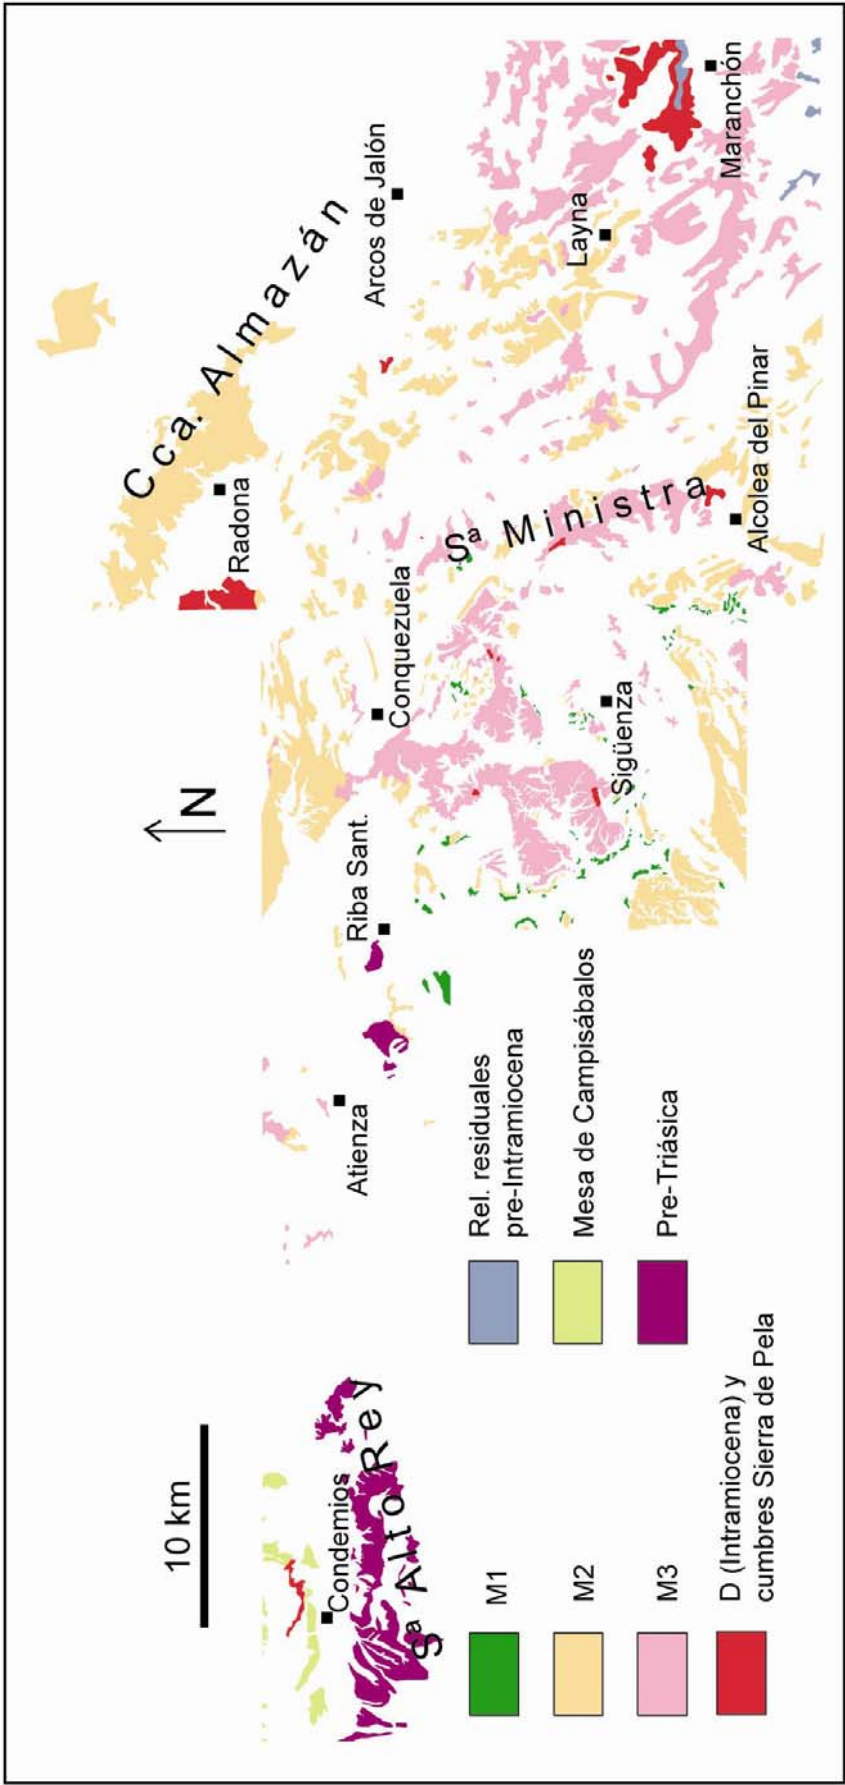 Cca. Almazán
Arcos de Jalón
Radona
Maranchón
Layna
Conquezuela
Sª Ministra
Alcolea del Pinar
N
Sigüenza
Riba Sant.
Atienza
10 km
Condemios
Sª Alto Rey
M1
M2
M3
D (Intramiocena) y
cumbres Sierra de Pela
Rel. residuales
pre-Intramiocena
Mesa de Campisábalos
Pre-Triásica